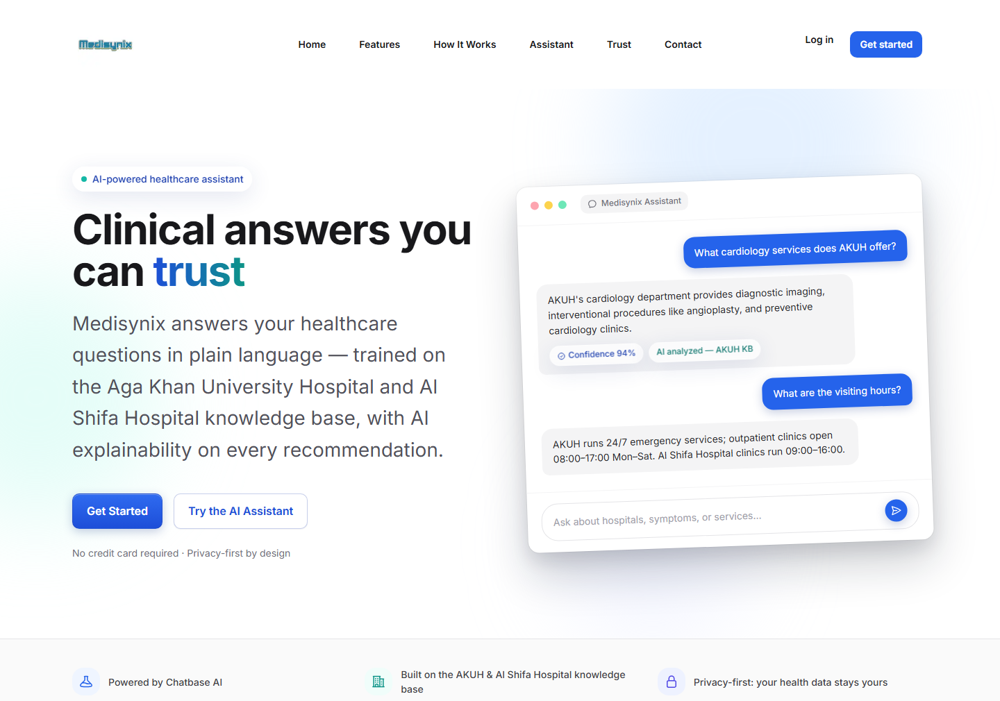 Medisynix
Home
Features
How It Works
Assistant
Trust
Contact
Log in
Get started
AI-powered healthcare assistant
Clinical answers you
can trust
Medisynix answers your healthcare
questions in plain language — trained on
the Aga Khan University Hospital and Al
Shifa Hospital knowledge base, with AI
explainability on every recommendation.
Get Started
Try the AI Assistant
No credit card required · Privacy-first by design
Medisynix Assistant
What cardiology services does AKUH offer?
AKUH's cardiology department provides diagnostic imaging,
interventional procedures like angioplasty, and preventive
cardiology clinics.
Confidence 94%
AI analyzed — AKUH KB
What are the visiting hours?
AKUH runs 24/7 emergency services; outpatient clinics open
08:00–17:00 Mon–Sat. Al Shifa Hospital clinics run 09:00–16:00.
Ask about hospitals, symptoms, or services...
Powered by Chatbase AI
Built on the AKUH & Al Shifa Hospital knowledge
base
Privacy-first: your health data stays yours